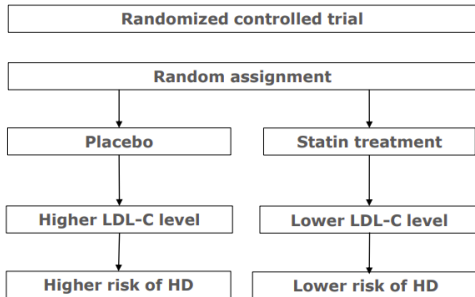 Randomized controlled trial
Random assignment
Placebo
Statin treatment
Higher LDL-C level
Lower LDL-C level
Higher risk of HD
Lower risk of HD